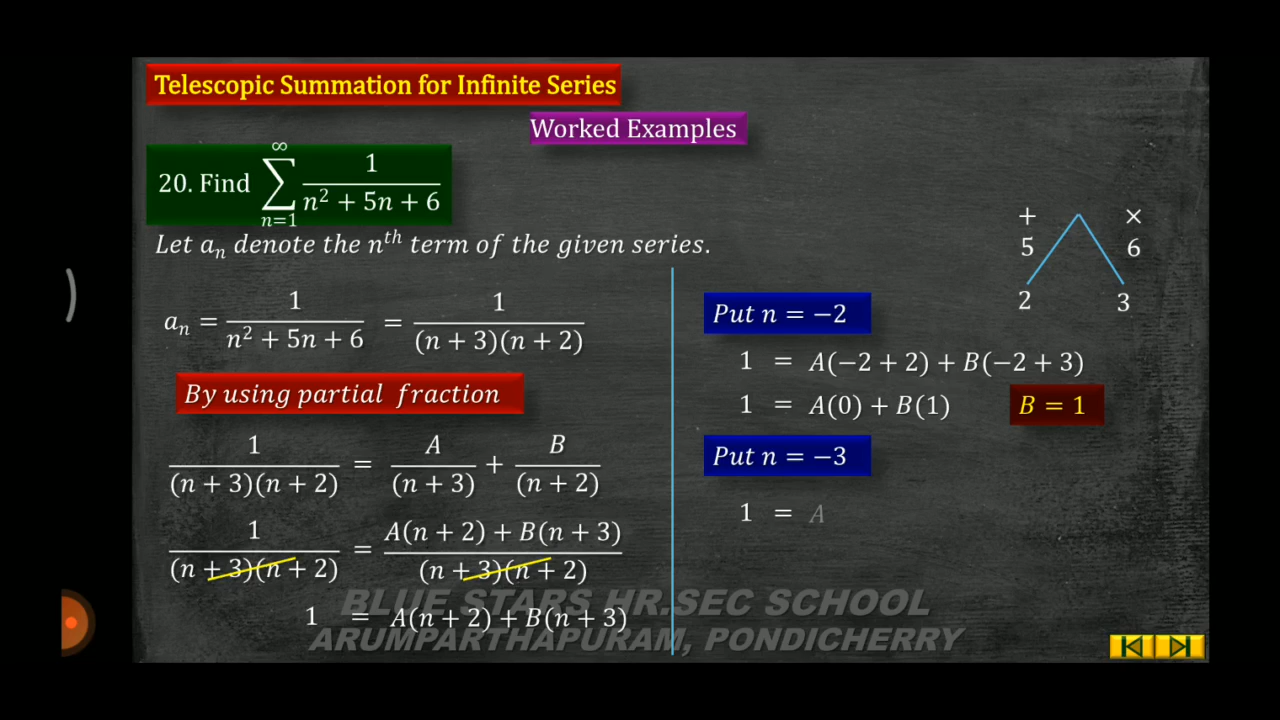 Telescopic Summation for Infinite Series
Worked Examples
20. Find ∑_{n=1}^{∞} 1/(n² + 5n + 6)
Let aₙ denote the nᵗʰ term of the given series.
aₙ = 1/(n² + 5n + 6) = 1/((n + 3)(n + 2))
By using partial fraction
1/((n + 3)(n + 2)) = A/(n + 3) + B/(n + 2)
1/((n + 3)(n + 2)) = (A(n + 2) + B(n + 3))/((n + 3)(n + 2))
1 = A(n + 2) + B(n + 3)
+ ×
5 6
2 3
Put n = −2
1 = A(−2 + 2) + B(−2 + 3)
1 = A(0) + B(1) B = 1
Put n = −3
1 = A
BLUE STARS HR.SEC SCHOOL
ARUMPARTHAPURAM, PONDICHERRY